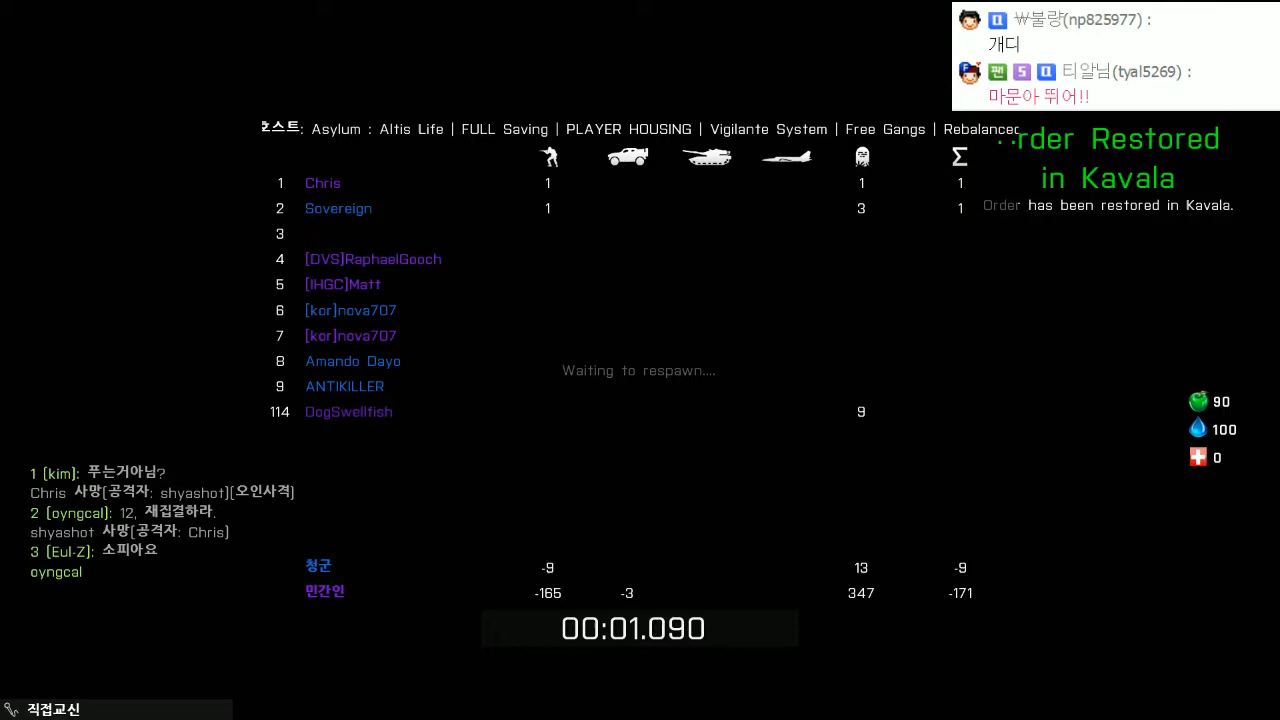 ₩불량(np825977) :
개디
팬 S 티알님(tyal5269) :
마문아 뛰어!!
호스트: Asylum : Altis Life | FULL Saving | PLAYER HOUSING | Vigilante System | Free Gangs | Rebalanced
rder Restored
in Kavala
Order has been restored in Kavala.
Σ
1 Chris 1 1 1
2 Sovereign 1 3 1
3
4 [DVS]RaphaelGooch
5 [IHGC]Matt
6 [kor]nova707
7 [kor]nova707
8 Amando Dayo
9 ANTIKILLER
114 DogSwellfish 9
Waiting to respawn....
90
100
0
1 (kim): 푸는거아님?
Chris 사망(공격자: shyashot)(오인사격)
2 (oyngcal): 12, 재집결하라.
shyashot 사망(공격자: Chris)
3 (Eul-Z): 소피아요
oyngcal
청군 -9 13 -9
민간인 -165 -3 347 -171
00:01.090
직접교신